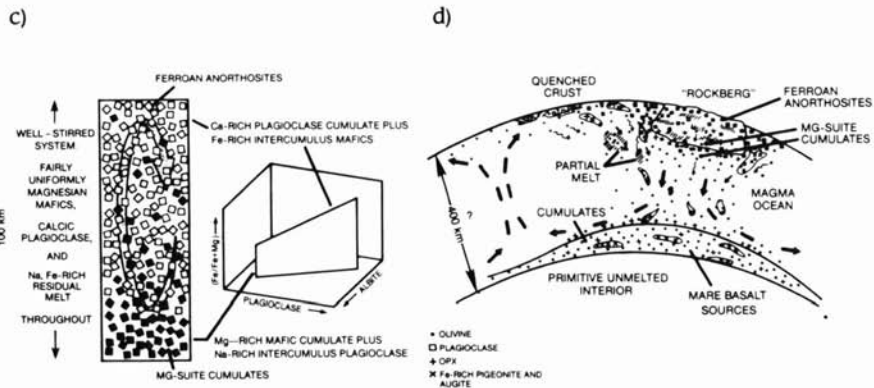 c)
FERROAN ANORTHOSITES
WELL - STIRRED
SYSTEM
FAIRLY
UNIFORMLY
MAGNESIAN
MAFICS,
CALCIC
PLAGIOCLASE,
AND
Na, Fe-RICH
RESIDUAL
MELT
THROUGHOUT
100 km
Ca-RICH PLAGIOCLASE CUMULATE PLUS
Fe-RICH INTERCUMULUS MAFICS
(Fe/Fe+Mg)
PLAGIOCLASE
ALBITE
Mg—RICH MAFIC CUMULATE PLUS
Na-RICH INTERCUMULUS PLAGIOCLASE
MG-SUITE CUMULATES
d)
QUENCHED
CRUST
"ROCKBERG"
FERROAN
ANORTHOSITES
MG-SUITE
CUMULATES
PARTIAL
MELT
MAGMA
OCEAN
400 km
?
CUMULATES
PRIMITIVE UNMELTED
INTERIOR
MARE BASALT
SOURCES
OLIVINE
PLAGIOCLASE
OPX
Fe-RICH PIGEONITE AND
AUGITE